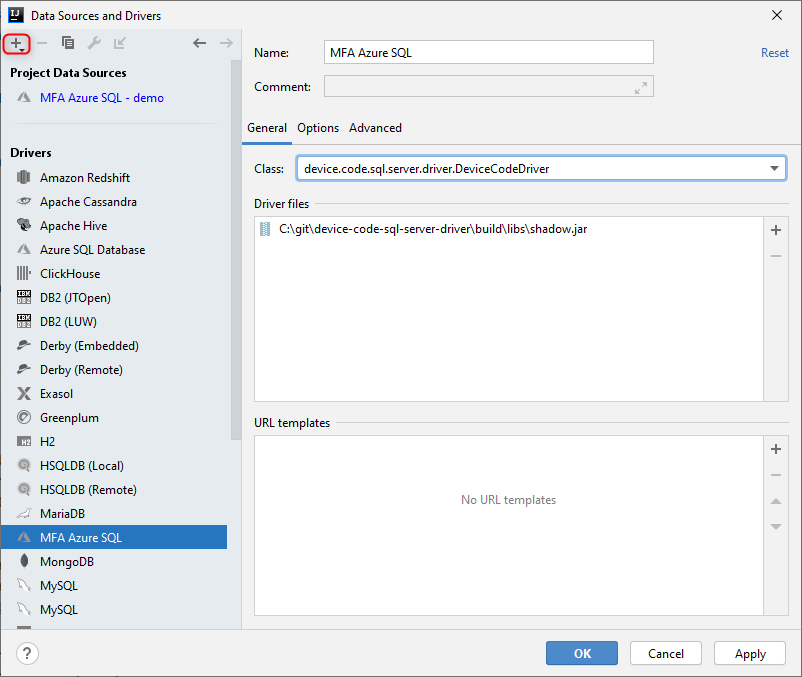 Data Sources and Drivers
Project Data Sources
MFA Azure SQL - demo
Drivers
Amazon Redshift
Apache Cassandra
Apache Hive
Azure SQL Database
ClickHouse
DB2 (JTOpen)
DB2 (LUW)
Derby (Embedded)
Derby (Remote)
Exasol
Greenplum
H2
HSQLDB (Local)
HSQLDB (Remote)
MariaDB
MFA Azure SQL
MongoDB
MySQL
MySQL
Name: MFA Azure SQL Reset
Comment:
General Options Advanced
Class: device.code.sql.server.driver.DeviceCodeDriver
Driver files
C:\git\device-code-sql-server-driver\build\libs\shadow.jar
URL templates
No URL templates
? OK Cancel Apply